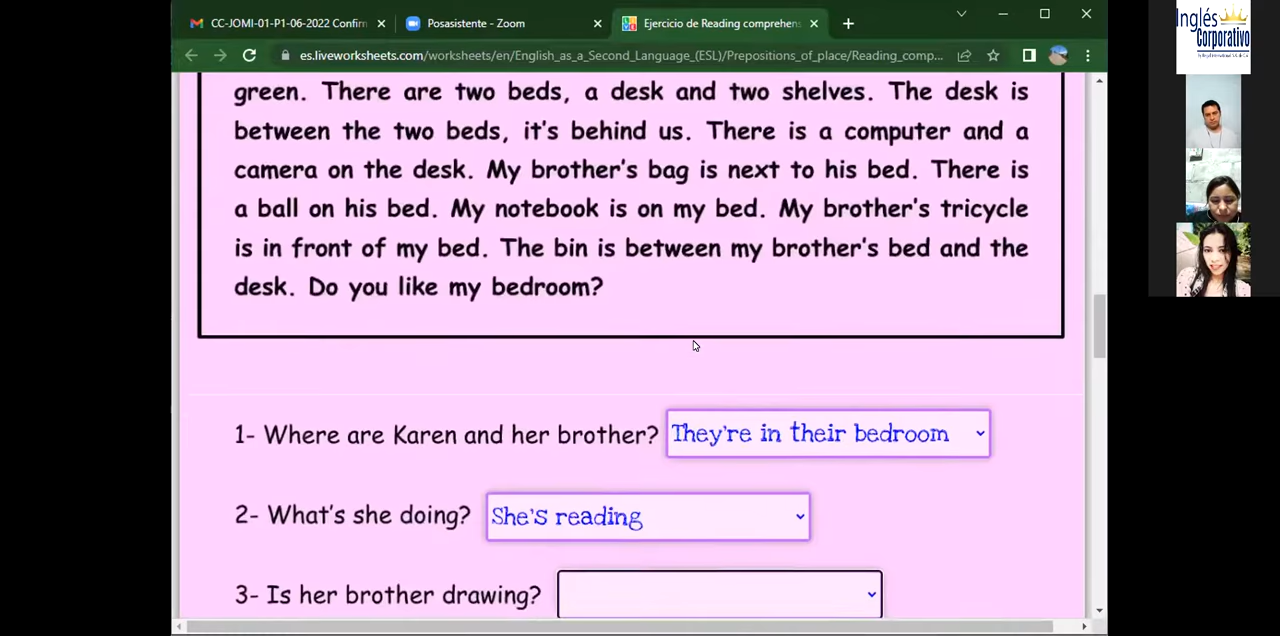 CC-JOMI-01-P1-06-2022 Confirm
Posasistente - Zoom
Ejercicio de Reading comprehens
es.liveworksheets.com/worksheets/en/English_as_a_Second_Language_(ESL)/Prepositions_of_place/Reading_comp...
Inglés
Corporativo
green. There are two beds, a desk and two shelves. The desk is
between the two beds, it's behind us. There is a computer and a
camera on the desk. My brother's bag is next to his bed. There is
a ball on his bed. My notebook is on my bed. My brother's tricycle
is in front of my bed. The bin is between my brother's bed and the
desk. Do you like my bedroom?
1- Where are Karen and her brother? They're in their bedroom
2- What's she doing? She's reading
3- Is her brother drawing?